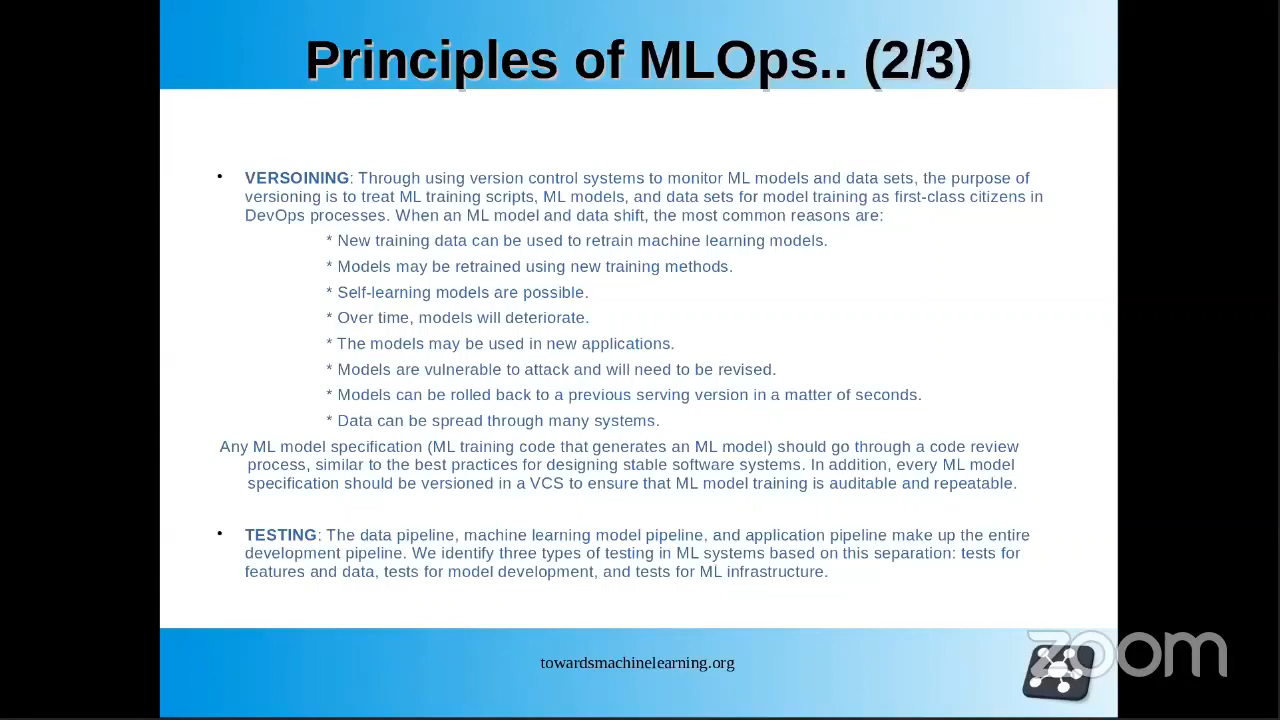 Principles of MLOps.. (2/3)
• VERSOINING: Through using version control systems to monitor ML models and data sets, the purpose of
versioning is to treat ML training scripts, ML models, and data sets for model training as first-class citizens in
DevOps processes. When an ML model and data shift, the most common reasons are:
* New training data can be used to retrain machine learning models.
* Models may be retrained using new training methods.
* Self-learning models are possible.
* Over time, models will deteriorate.
* The models may be used in new applications.
* Models are vulnerable to attack and will need to be revised.
* Models can be rolled back to a previous serving version in a matter of seconds.
* Data can be spread through many systems.
Any ML model specification (ML training code that generates an ML model) should go through a code review
process, similar to the best practices for designing stable software systems. In addition, every ML model
specification should be versioned in a VCS to ensure that ML model training is auditable and repeatable.
• TESTING: The data pipeline, machine learning model pipeline, and application pipeline make up the entire
development pipeline. We identify three types of testing in ML systems based on this separation: tests for
features and data, tests for model development, and tests for ML infrastructure.
towardsmachinelearning.org
zoom